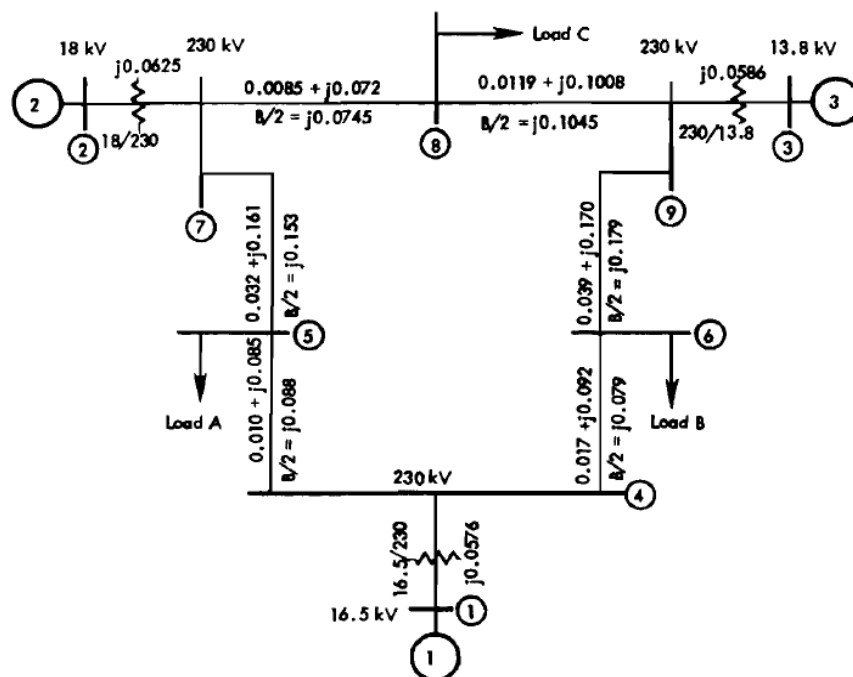 Load C
18 kV
230 kV
230 kV
13.8 kV
j0.0625
j0.0586
0.0085 + j0.072
0.0119 + j0.1008
2
3
B/2 = j0.0745
B/2 = j0.1045
18/230
230/13.8
2
8
3
7
9
0.032 +j0.161
B/2 = j0.153
0.039 + j0.170
B/2 = j0.179
5
6
Load A
0.010 + j0.085
B/2 = j0.088
0.017 +j0.092
B/2 = j0.079
Load B
230 kV
4
16.5/230
j0.0576
16.5 kV
1
1